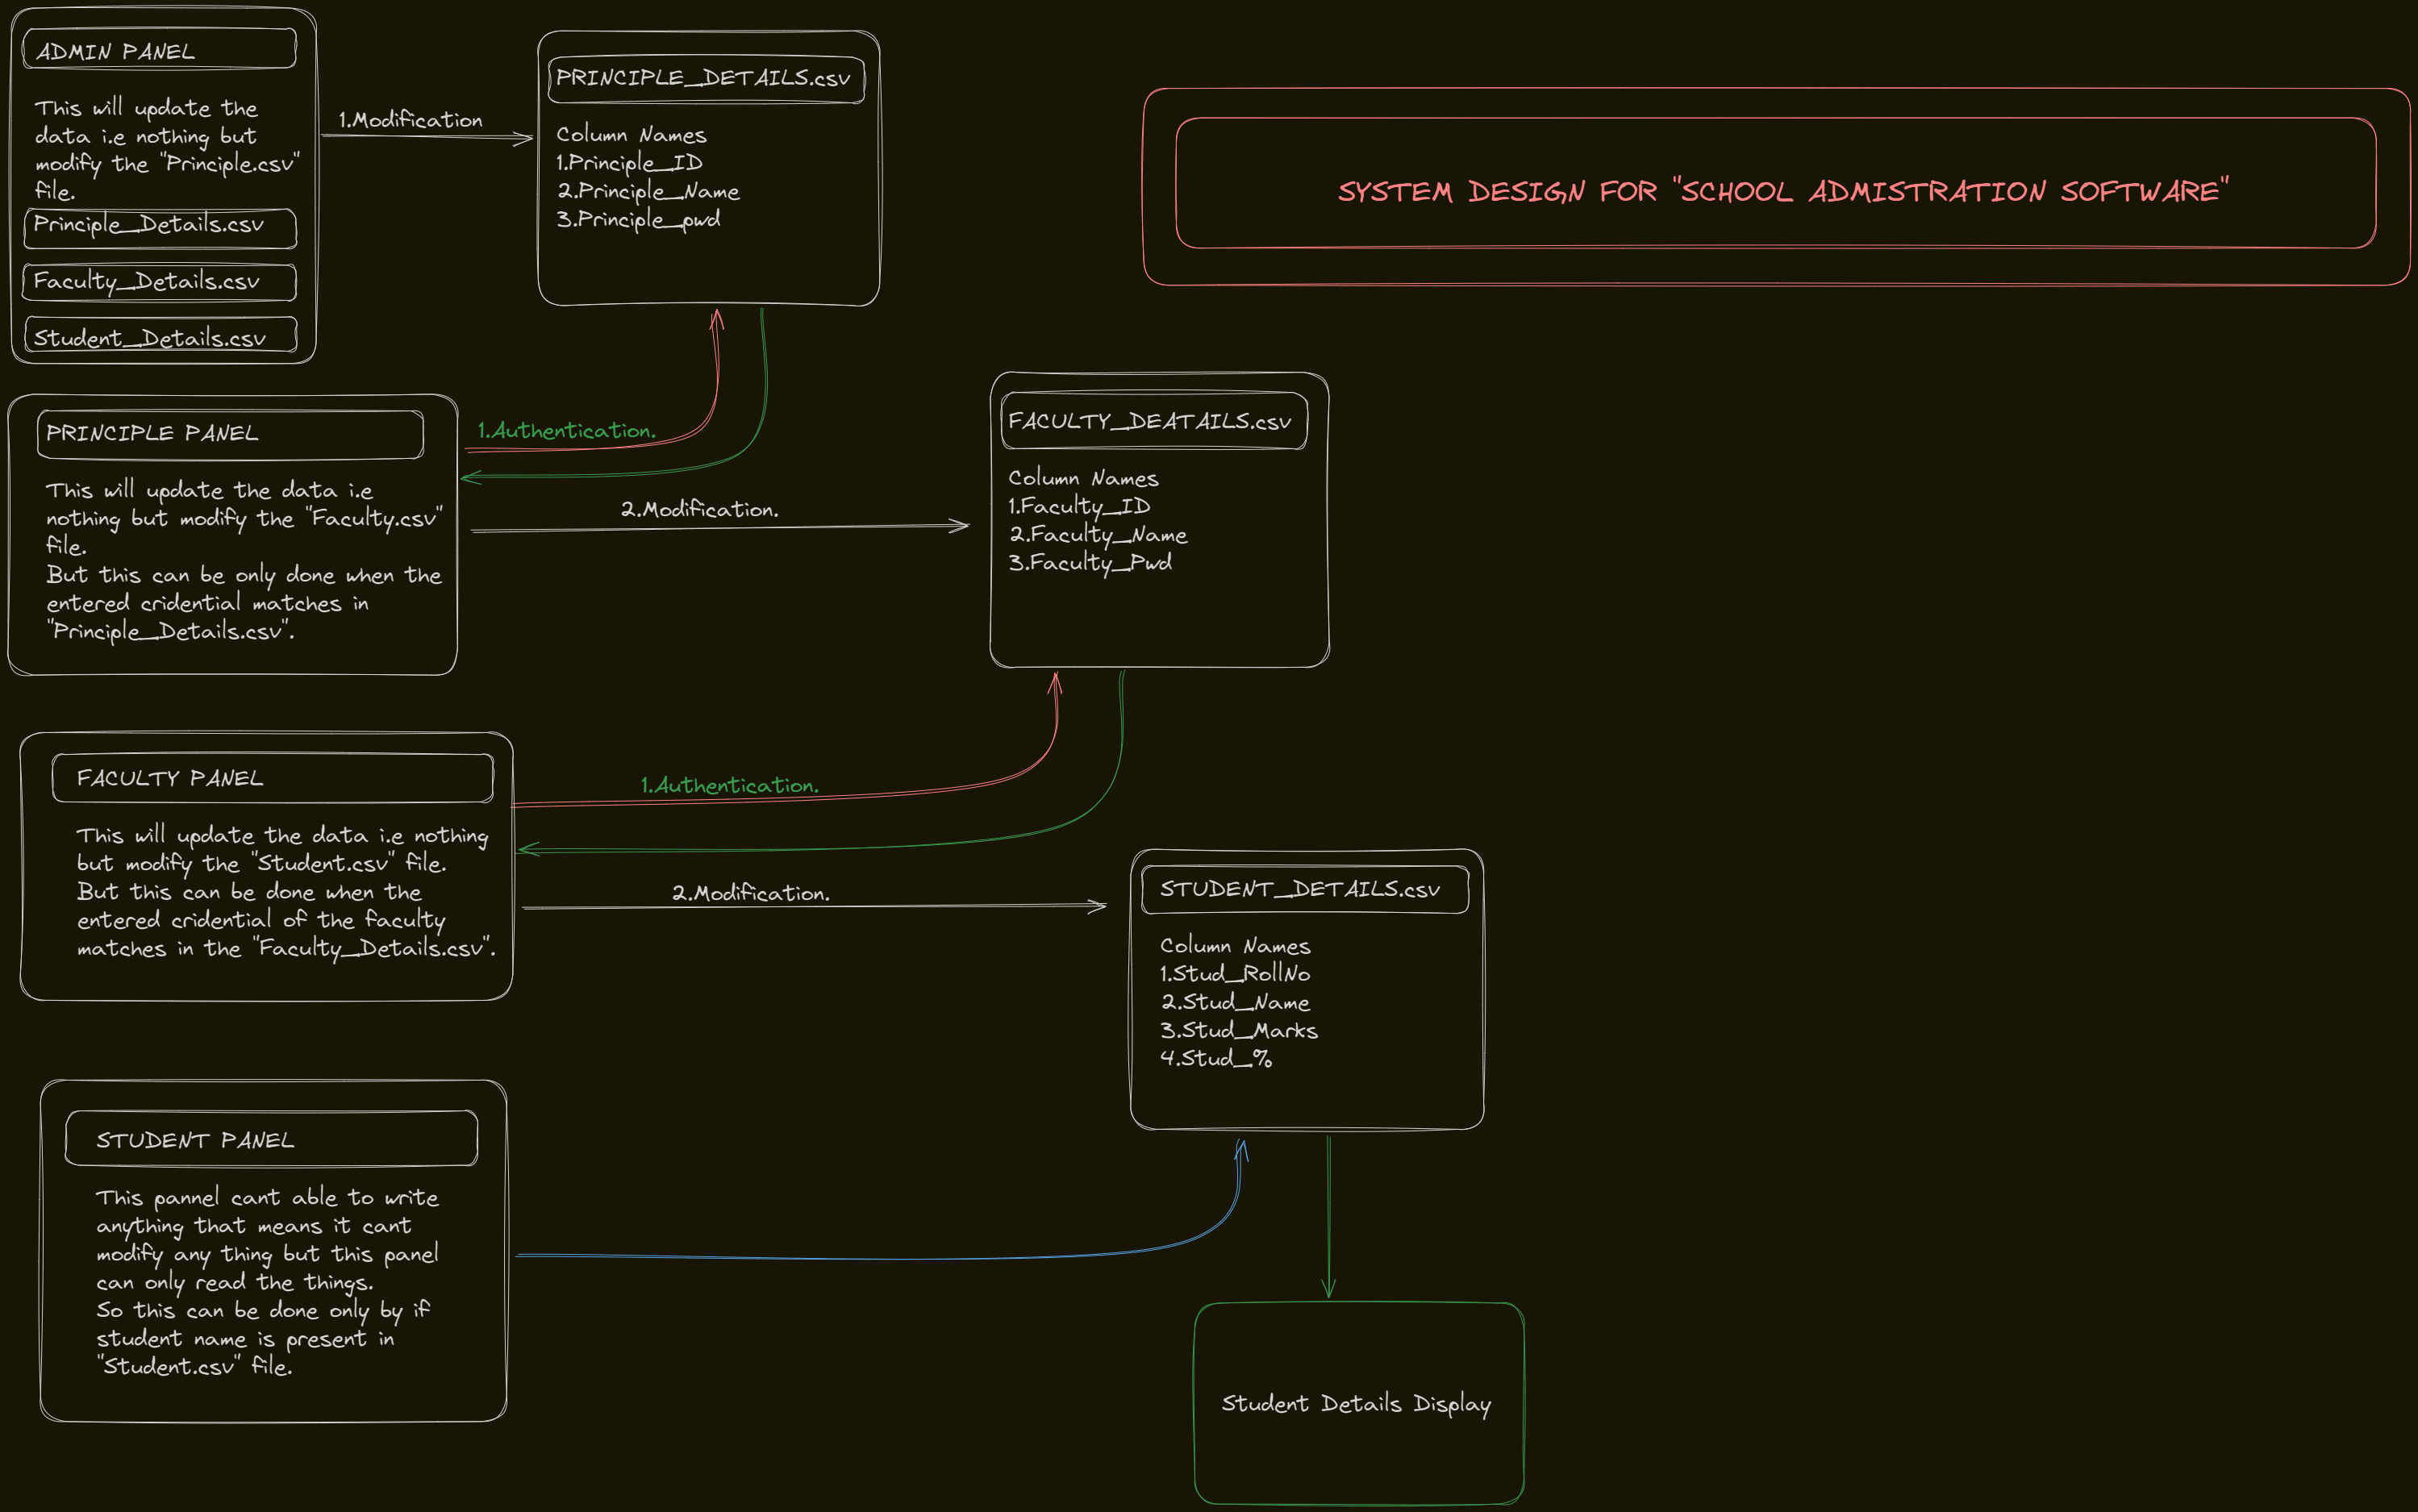 ADMIN PANEL
This will update the
data i.e nothing but
modify the "Principle.csv"
file.
Principle_Details.csv
Faculty_Details.csv
Student_Details.csv
1.Modification
PRINCIPLE_DETAILS.csv
Column Names
1.Principle_ID
2.Principle_Name
3.Principle_pwd
SYSTEM DESIGN FOR "SCHOOL ADMISTRATION SOFTWARE"
PRINCIPLE PANEL
This will update the data i.e
nothing but modify the "Faculty.csv"
file.
But this can be only done when the
entered cridential matches in
"Principle_Details.csv".
1.Authentication.
2.Modification.
FACULTY_DEATAILS.csv
Column Names
1.Faculty_ID
2.Faculty_Name
3.Faculty_Pwd
FACULTY PANEL
This will update the data i.e nothing
but modify the "Student.csv" file.
But this can be done when the
entered cridential of the faculty
matches in the "Faculty_Details.csv".
1.Authentication.
2.Modification.
STUDENT_DETAILS.csv
Column Names
1.Stud_RollNo
2.Stud_Name
3.Stud_Marks
4.Stud_%
STUDENT PANEL
This pannel cant able to write
anything that means it cant
modify any thing but this panel
can only read the things.
So this can be done only by if
student name is present in
"Student.csv" file.
Student Details Display